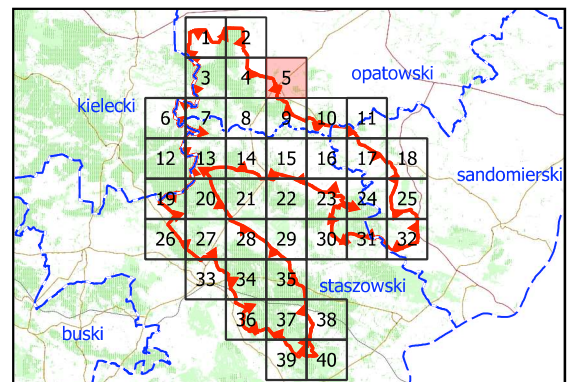 1 2
3 4 5
opatowski
kielecki
6 7 8 9 10 11
12 13 14 15 16 17 18
sandomierski
19 20 21 22 23 24 25
26 27 28 29 30 31 32
33 34 35
staszowski
buski
36 37 38
39 40